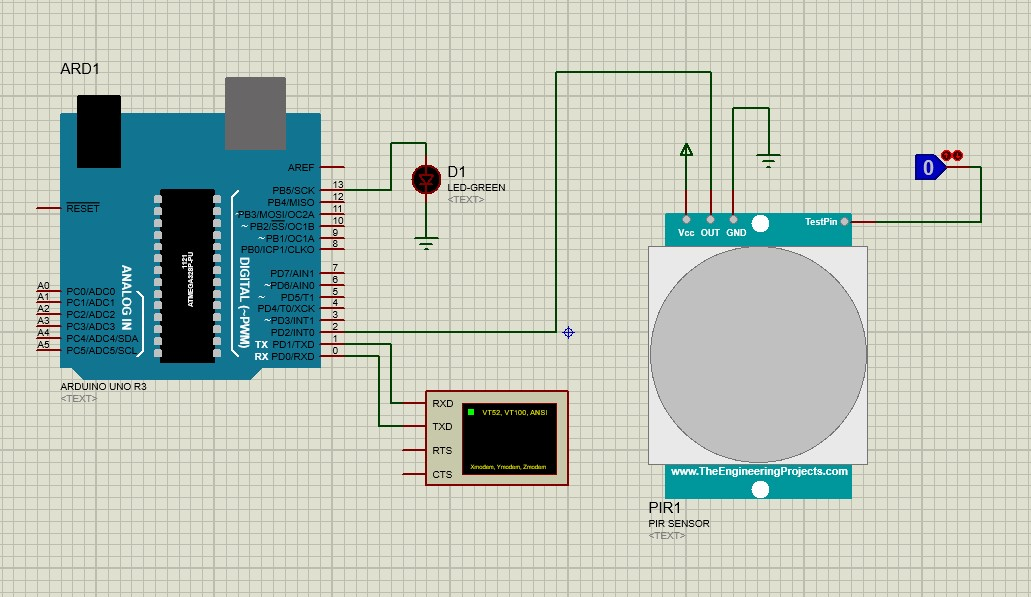 ARD1
RESET
AREF
PB5/SCK
13
PB4/MISO
12
~PB3/MOSI/OC2A
11
~PB2/SS/OC1B
10
~PB1/OC1A
9
PB0/ICP1/CLKO
8
PD7/AIN1
7
~PD6/AIN0
6
~PD5/T1
5
PD4/T0/XCK
4
~PD3/INT1
3
PD2/INT0
2
TX PD1/TXD
1
RX PD0/RXD
0
1121
ATMEGA328P-PU
DIGITAL (~PWM)
ANALOG IN
A0
PC0/ADC0
A1
PC1/ADC1
A2
PC2/ADC2
A3
PC3/ADC3
A4
PC4/ADC4/SDA
A5
PC5/ADC5/SCL
ARDUINO UNO R3
<TEXT>
D1
LED-GREEN
<TEXT>
RXD
TXD
RTS
CTS
VT52, VT100, ANSI
Xmodem, Ymodem, Zmodem
0
Vcc OUT GND
TestPin
www.TheEngineeringProjects.com
PIR1
PIR SENSOR
<TEXT>